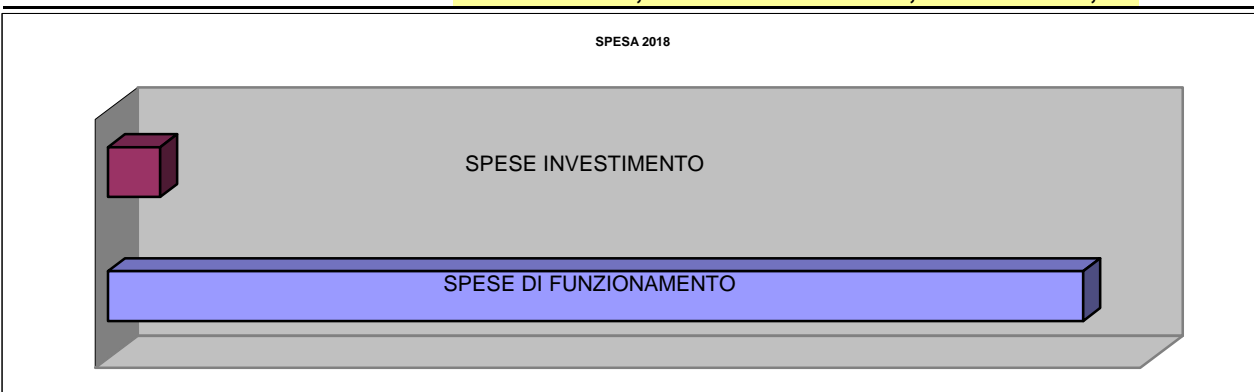 SPESA 2018
SPESE INVESTIMENTO
SPESE DI FUNZIONAMENTO